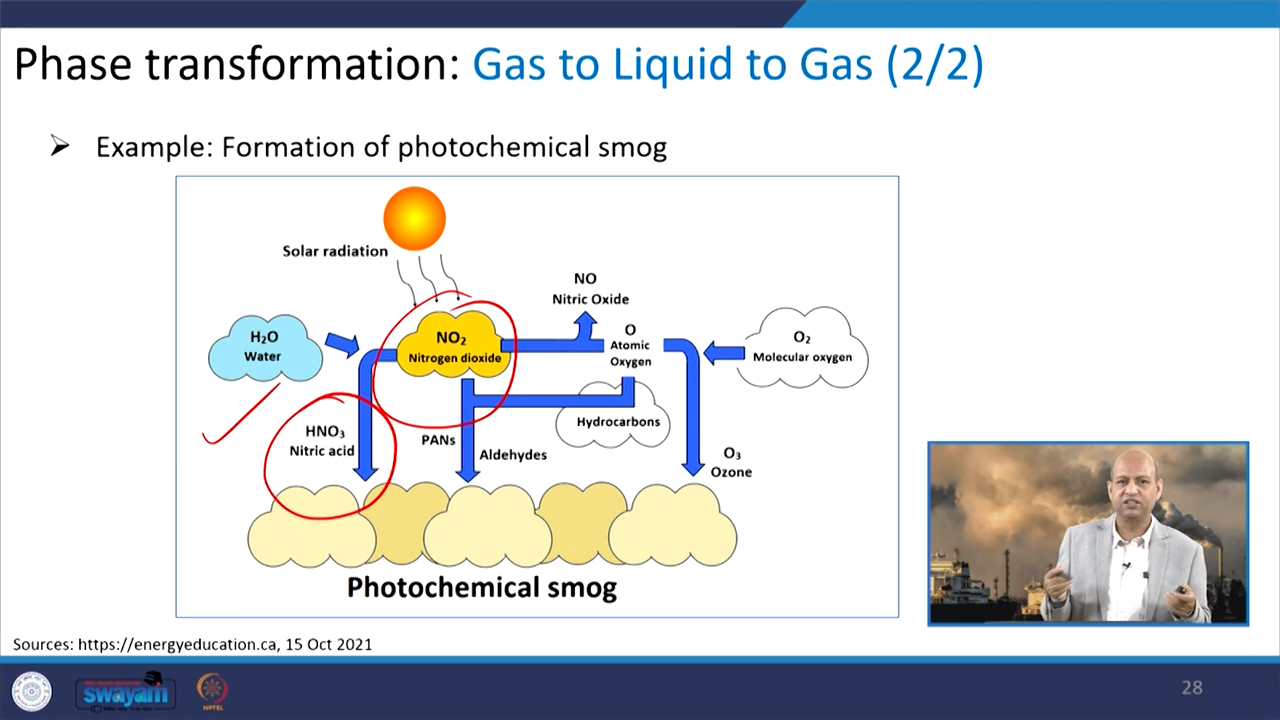 Phase transformation: Gas to Liquid to Gas (2/2)
➢ Example: Formation of photochemical smog
Solar radiation
NO
Nitric Oxide
H₂O
Water
NO₂
Nitrogen dioxide
O
Atomic
Oxygen
O₂
Molecular oxygen
HNO₃
Nitric acid
PANs
Aldehydes
Hydrocarbons
O₃
Ozone
Photochemical smog
Sources: https://energyeducation.ca, 15 Oct 2021
swayam
NPTEL
28